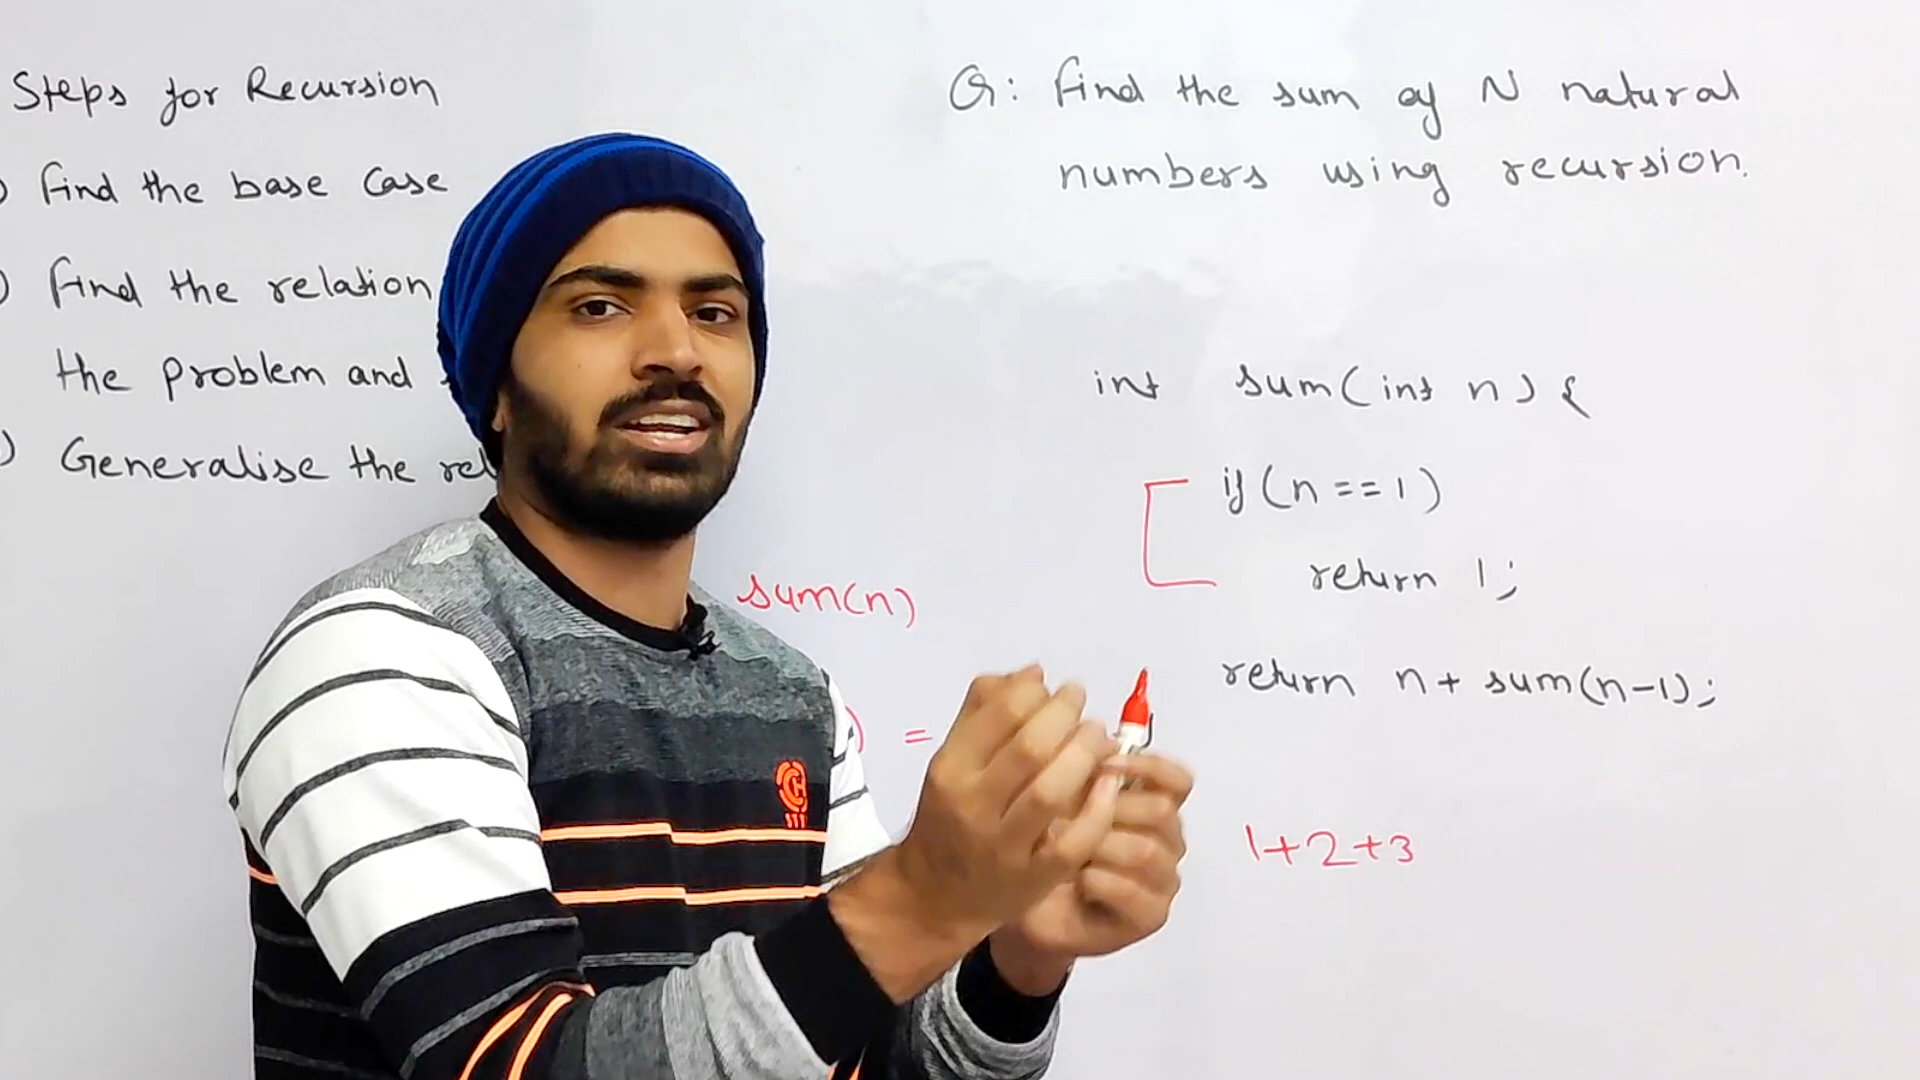 Steps for Recursion
) find the base case
) find the relation
the problem and
) Generalise the rel
Q: find the sum of N natural
numbers using recursion.
int sum(int n) {
if (n == 1)
return 1;
return n + sum(n-1);
sum(n)
) =
1+2+3